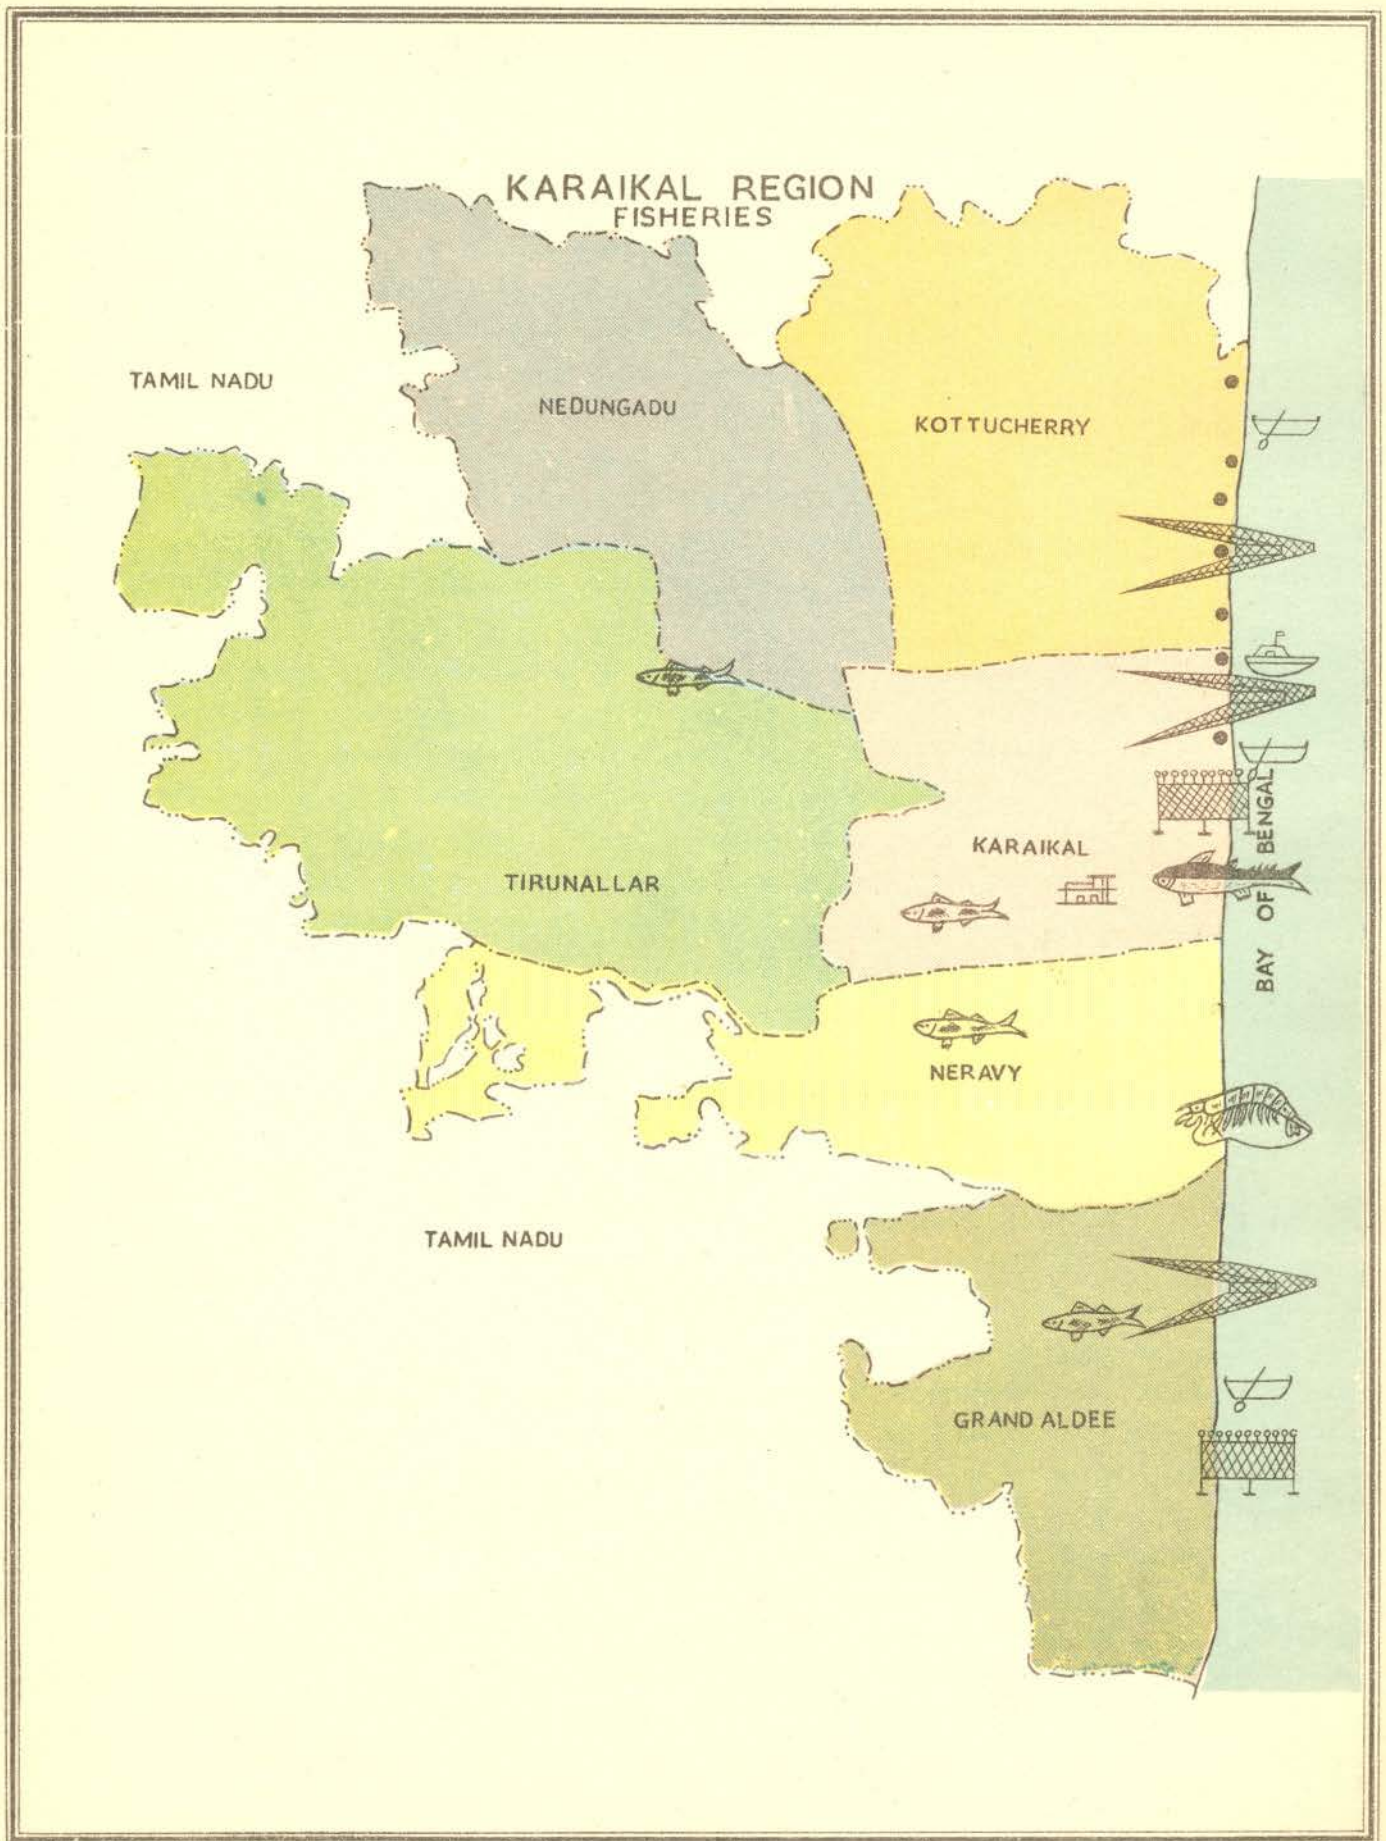 KARAIKAL REGION
FISHERIES
TAMIL NADU
NEDUNGADU
KOTTUCHERRY
TIRUNALLAR
KARAIKAL
BAY OF BENGAL
NERAVY
TAMIL NADU
GRAND ALDEE